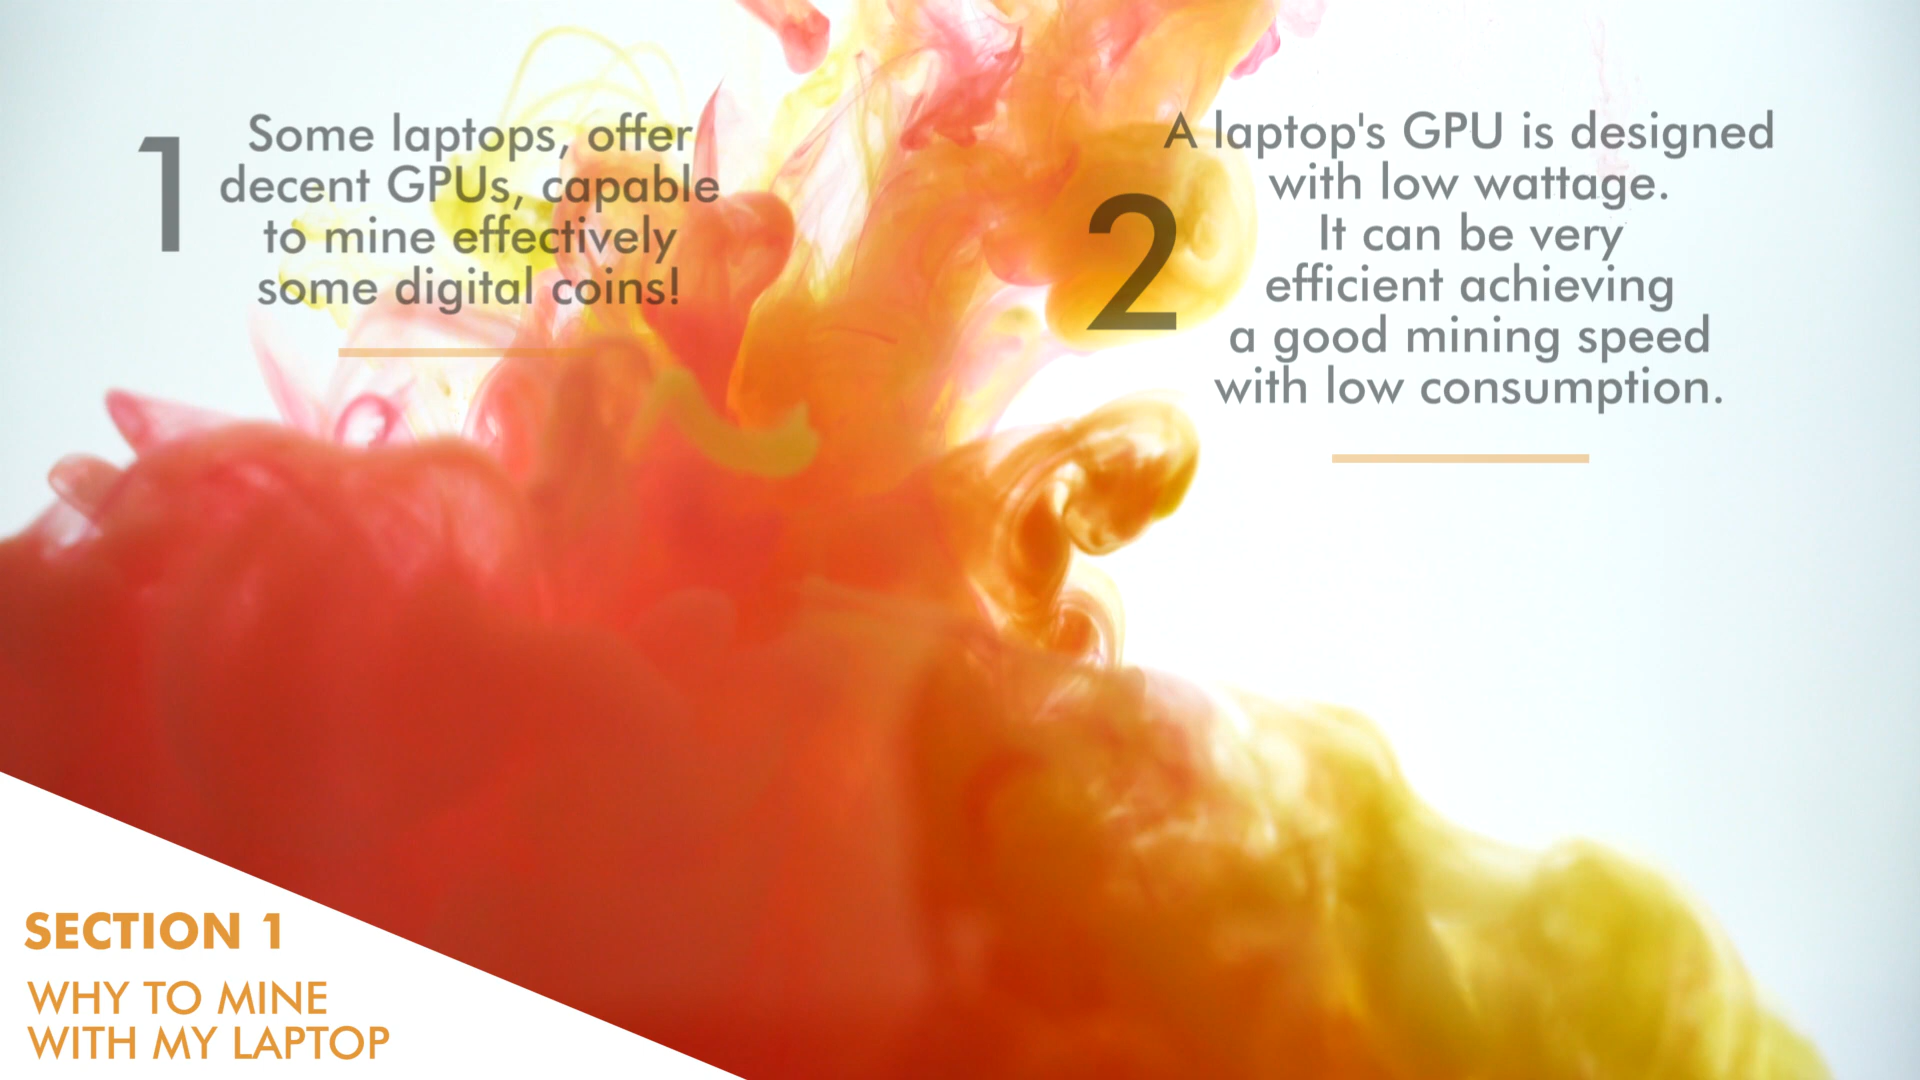 1
Some laptops, offer
decent GPUs, capable
to mine effectively
some digital coins!
2
A laptop's GPU is designed
with low wattage.
It can be very
efficient achieving
a good mining speed
with low consumption.
SECTION 1
WHY TO MINE
WITH MY LAPTOP